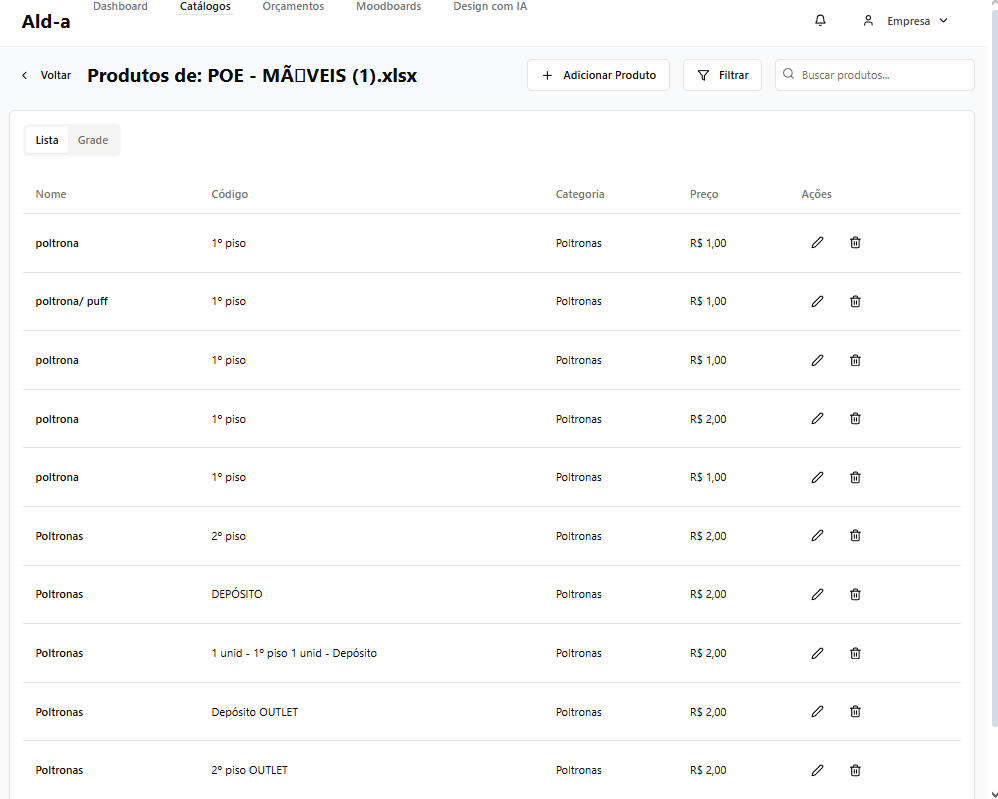 Ald-a
Dashboard Catálogos Orçamentos Moodboards Design com IA
Empresa
Voltar
Produtos de: POE - MÃ▯VEIS (1).xlsx
Adicionar Produto
Filtrar
Buscar produtos...
Lista Grade
Nome Código Categoria Preço Ações
poltrona 1º piso Poltronas R$ 1,00
poltrona/ puff 1º piso Poltronas R$ 1,00
poltrona 1º piso Poltronas R$ 1,00
poltrona 1º piso Poltronas R$ 2,00
poltrona 1º piso Poltronas R$ 1,00
Poltronas 2º piso Poltronas R$ 2,00
Poltronas DEPÓSITO Poltronas R$ 2,00
Poltronas 1 unid - 1º piso 1 unid - Depósito Poltronas R$ 2,00
Poltronas Depósito OUTLET Poltronas R$ 2,00
Poltronas 2º piso OUTLET Poltronas R$ 2,00